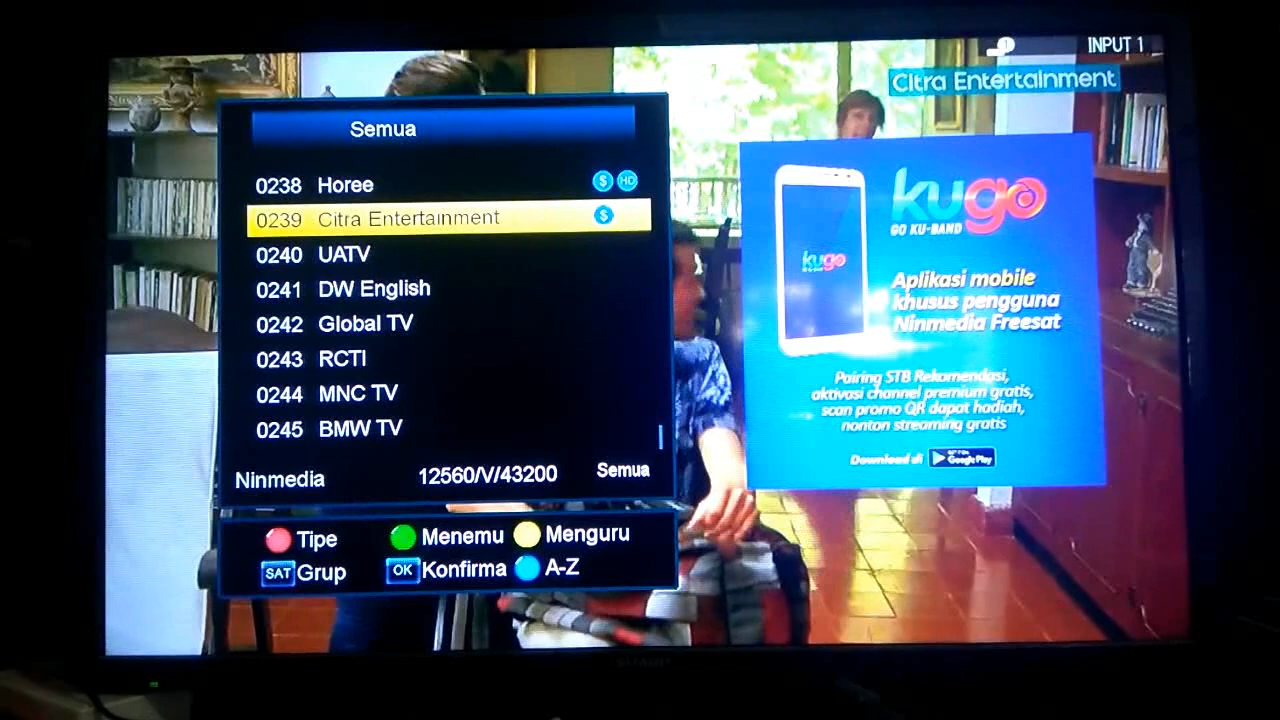 INPUT 1
Citra Entertainment
Semua
0238 Horee $ HD
0239 Citra Entertainment $
0240 UATV
0241 DW English
0242 Global TV
0243 RCTI
0244 MNC TV
0245 BMW TV
Ninmedia 12560/V/43200 Semua
Tipe Menemu Menguru
SAT Grup OK Konfirma A-Z
kugo
GO KU-BAND
kugo
Aplikasi mobile
khusus pengguna
Ninmedia Freesat
Pairing STB Rekomendasi,
aktivasi channel premium gratis,
scan promo QR dapat hadiah,
nonton streaming gratis
Download di Google Play